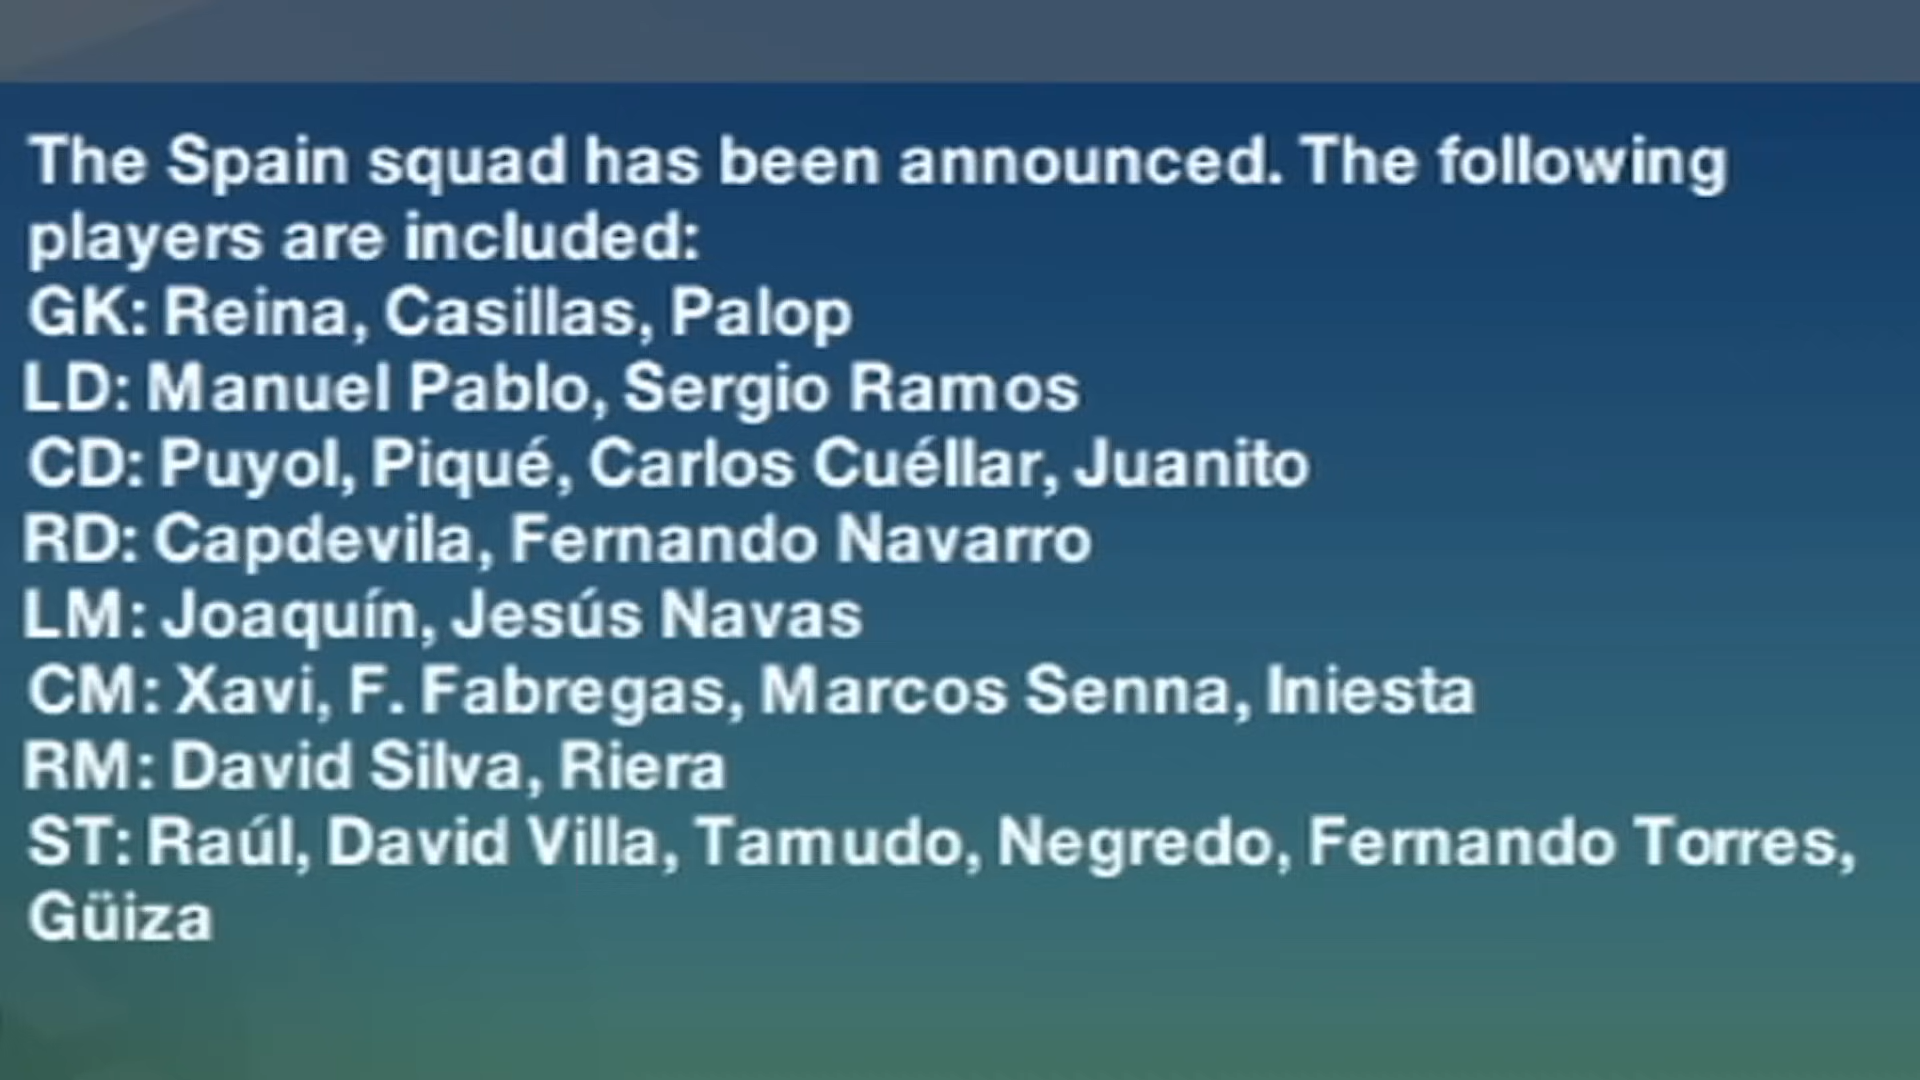 The Spain squad has been announced. The following
players are included:
GK: Reina, Casillas, Palop
LD: Manuel Pablo, Sergio Ramos
CD: Puyol, Piqué, Carlos Cuéllar, Juanito
RD: Capdevila, Fernando Navarro
LM: Joaquín, Jesús Navas
CM: Xavi, F. Fabregas, Marcos Senna, Iniesta
RM: David Silva, Riera
ST: Raúl, David Villa, Tamudo, Negredo, Fernando Torres,
Güiza